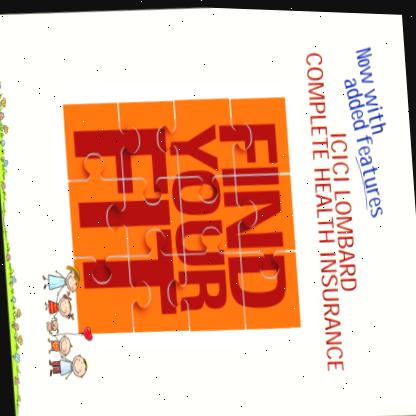 Now with
added features
ICICI LOMBARD
COMPLETE HEALTH INSURANCE
FIND
YOUR
FIT